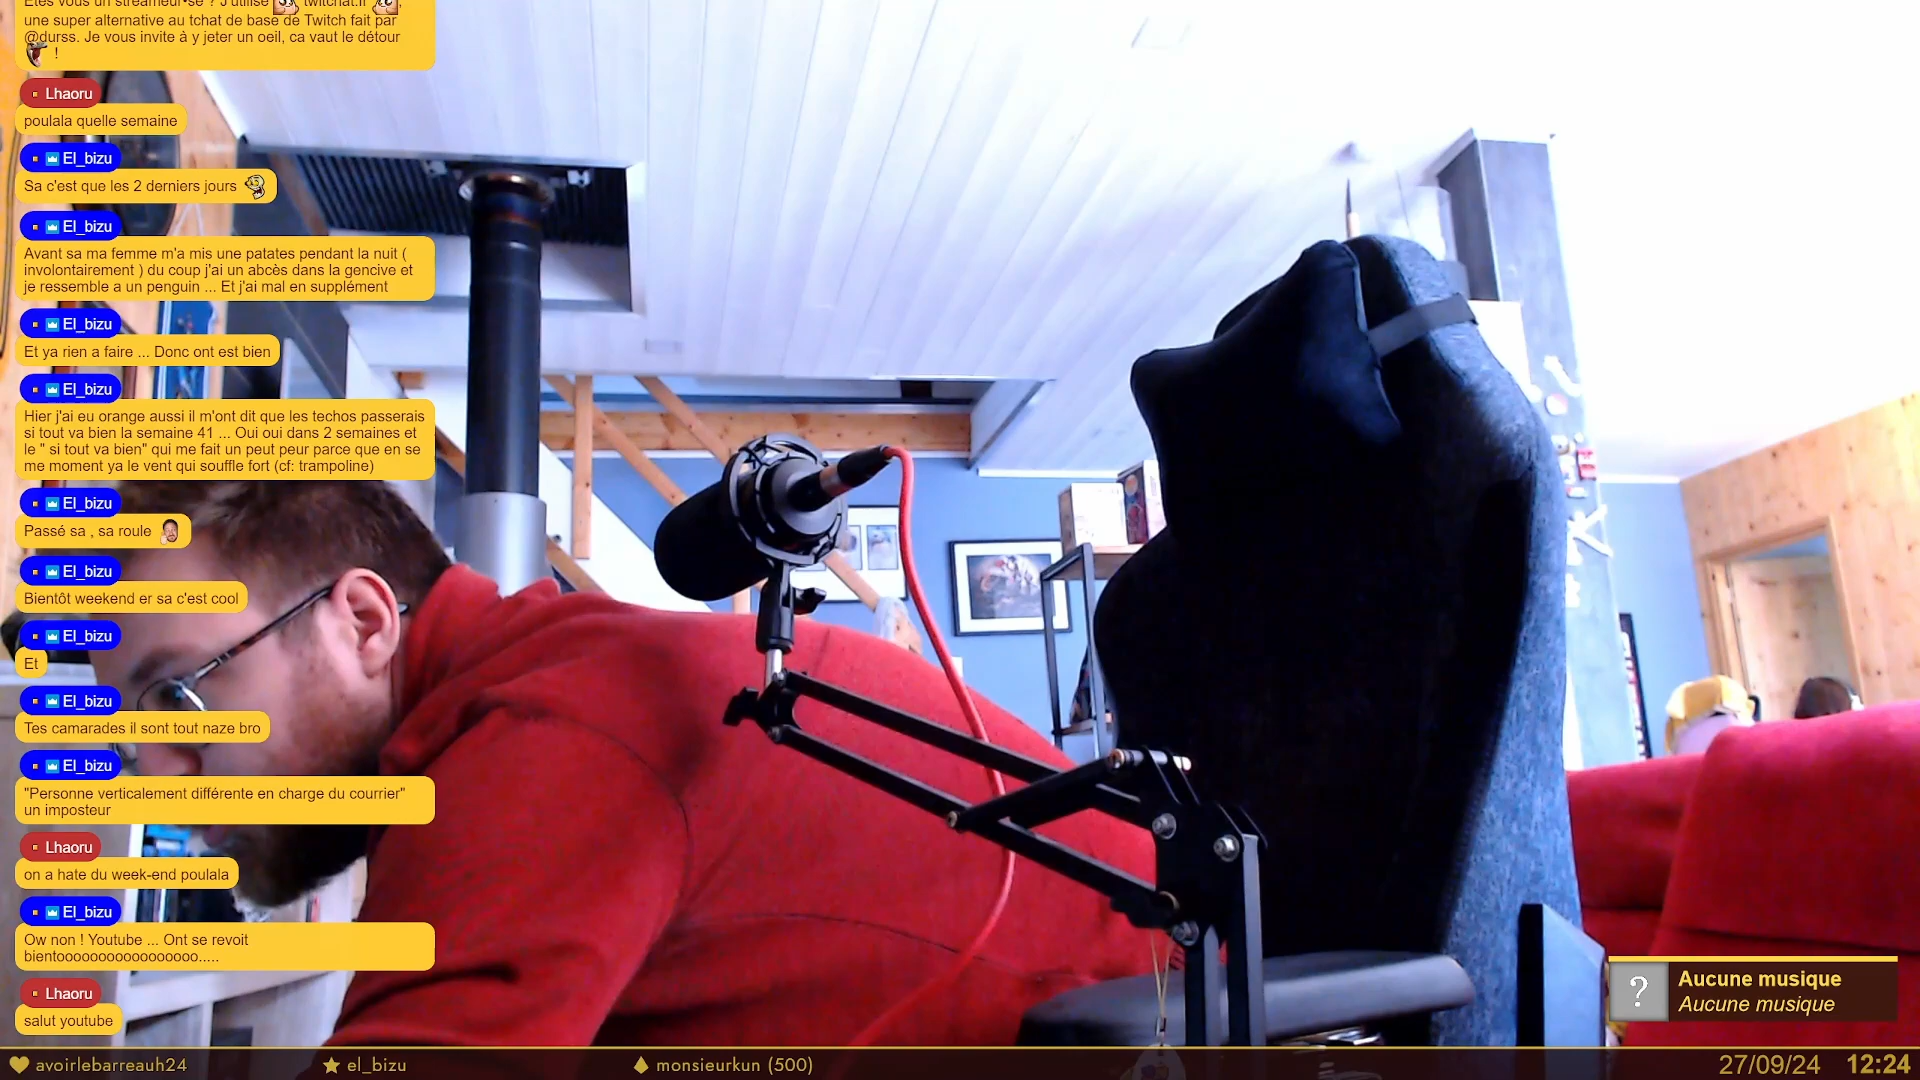 Êtes vous un streameur•se ? J'utilise twitchat.fr,
une super alternative au tchat de base de Twitch fait par
@durss. Je vous invite à y jeter un oeil, ca vaut le détour
!
Lhaoru
poulala quelle semaine
El_bizu
Sa c'est que les 2 derniers jours
El_bizu
Avant sa ma femme m'a mis une patates pendant la nuit (
involontairement ) du coup j'ai un abcès dans la gencive et
je ressemble a un penguin ... Et j'ai mal en supplément
El_bizu
Et ya rien a faire ... Donc ont est bien
El_bizu
Hier j'ai eu orange aussi il m'ont dit que les techos passerais
si tout va bien la semaine 41 ... Oui oui dans 2 semaines et
le " si tout va bien" qui me fait un peut peur parce que en se
me moment ya le vent qui souffle fort (cf: trampoline)
El_bizu
Passé sa , sa roule
El_bizu
Bientôt weekend er sa c'est cool
El_bizu
Et
El_bizu
Tes camarades il sont tout naze bro
El_bizu
"Personne verticalement différente en charge du courrier"
un imposteur
Lhaoru
on a hate du week-end poulala
El_bizu
Ow non ! Youtube ... Ont se revoit
bientooooooooooooooooo.....
Lhaoru
salut youtube
?
Aucune musique
Aucune musique
avoirlebarreauh24
el_bizu
monsieurkun (500)
27/09/24 12:24